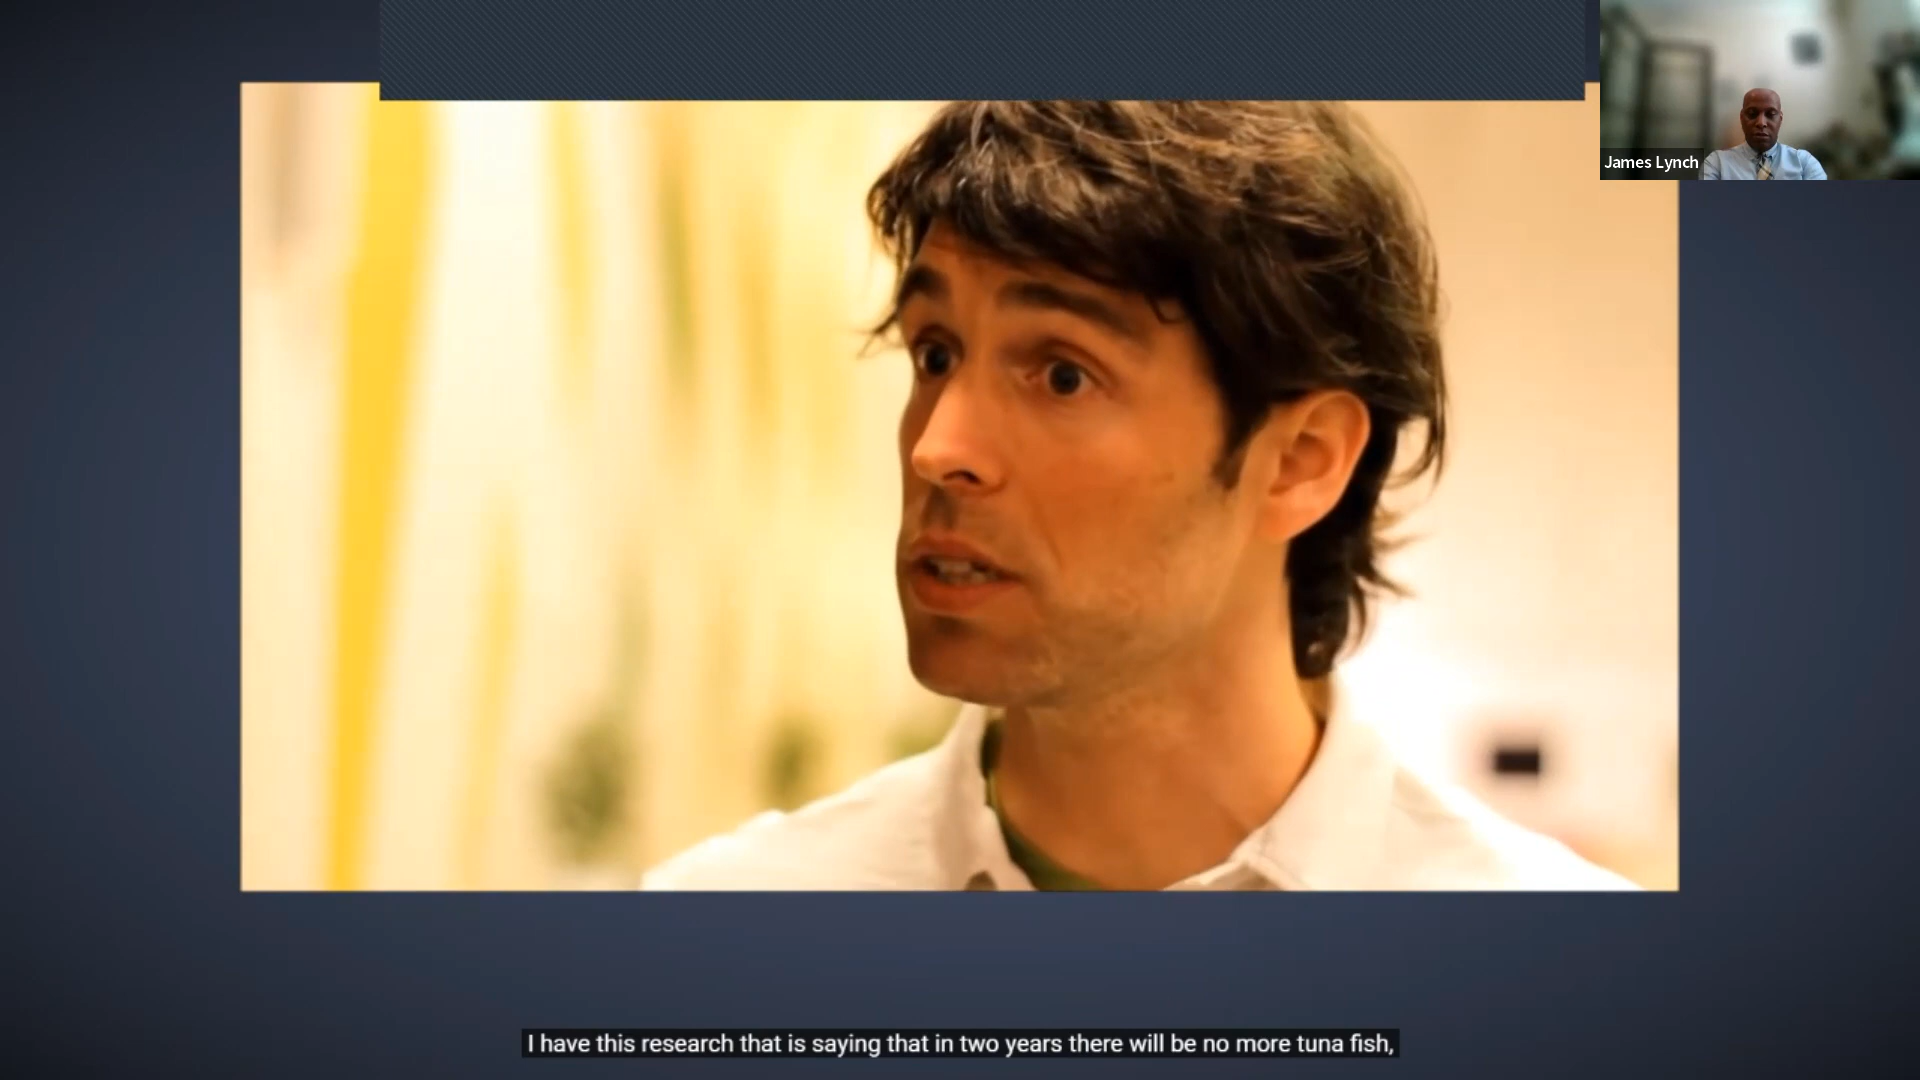 James Lynch
I have this research that is saying that in two years there will be no more tuna fish,